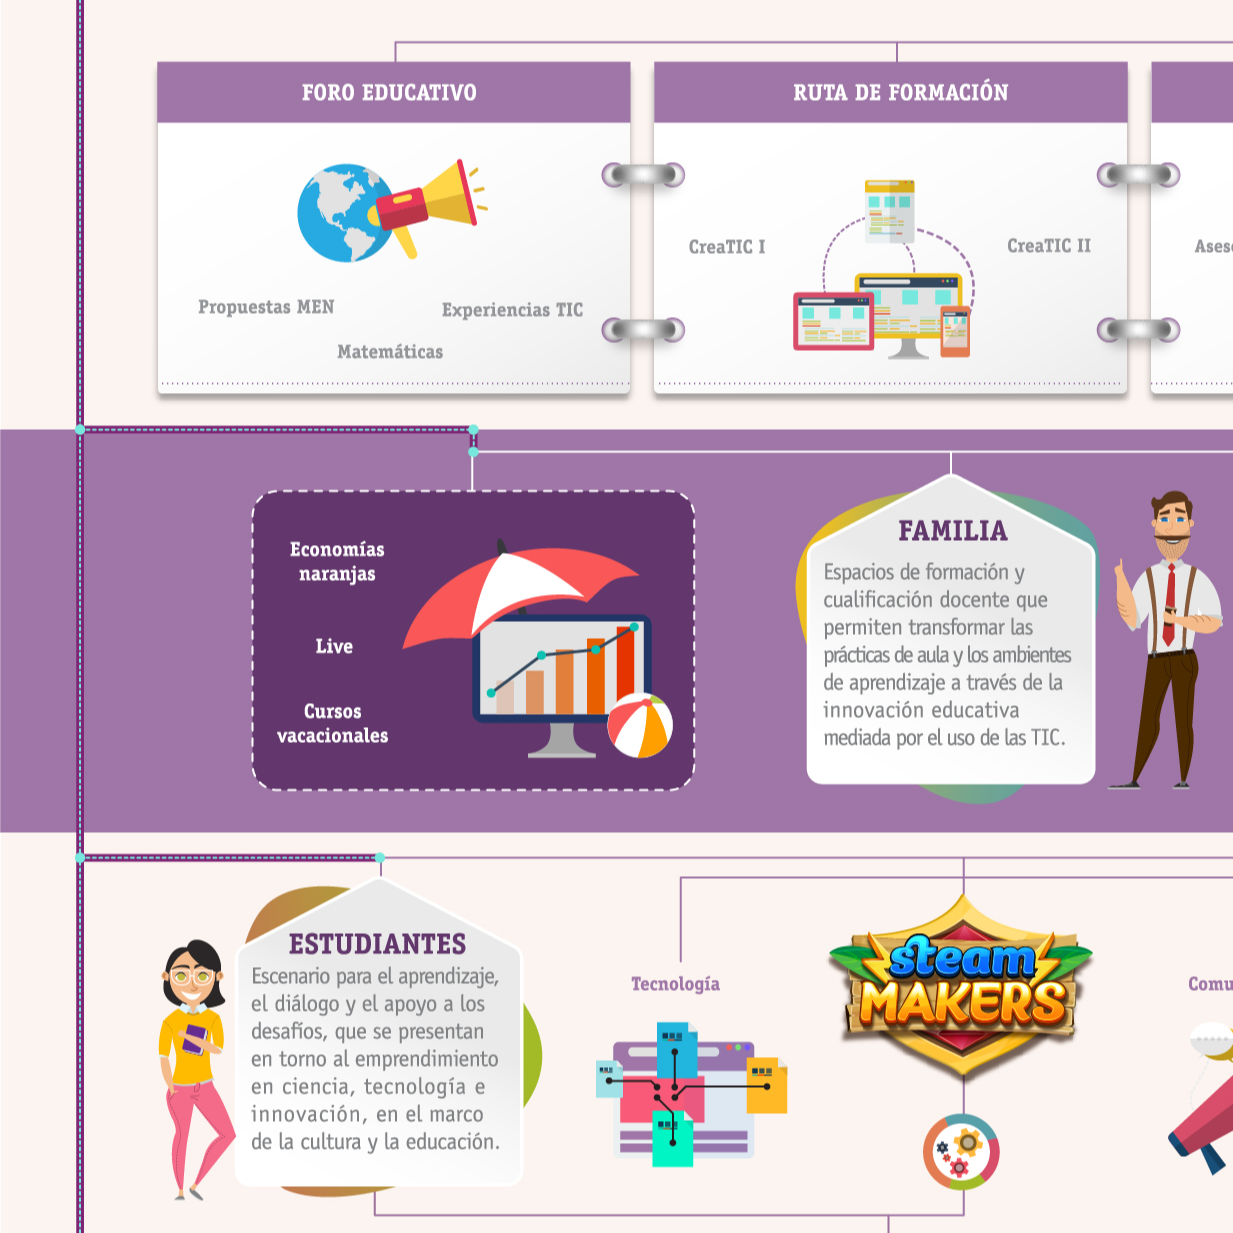 FORO EDUCATIVO
RUTA DE FORMACIÓN
CreaTIC I
CreaTIC II
Propuestas MEN
Experiencias TIC
Matemáticas
Economías
naranjas
Live
Cursos
vacacionales
FAMILIA
Espacios de formación y
cualificación docente que
permiten transformar las
prácticas de aula y los ambientes
de aprendizaje a través de la
innovación educativa
mediada por el uso de las TIC.
ESTUDIANTES
Escenario para el aprendizaje,
el diálogo y el apoyo a los
desafíos, que se presentan
en torno al emprendimiento
en ciencia, tecnología e
innovación, en el marco
de la cultura y la educación.
Tecnología
steam
MAKERS